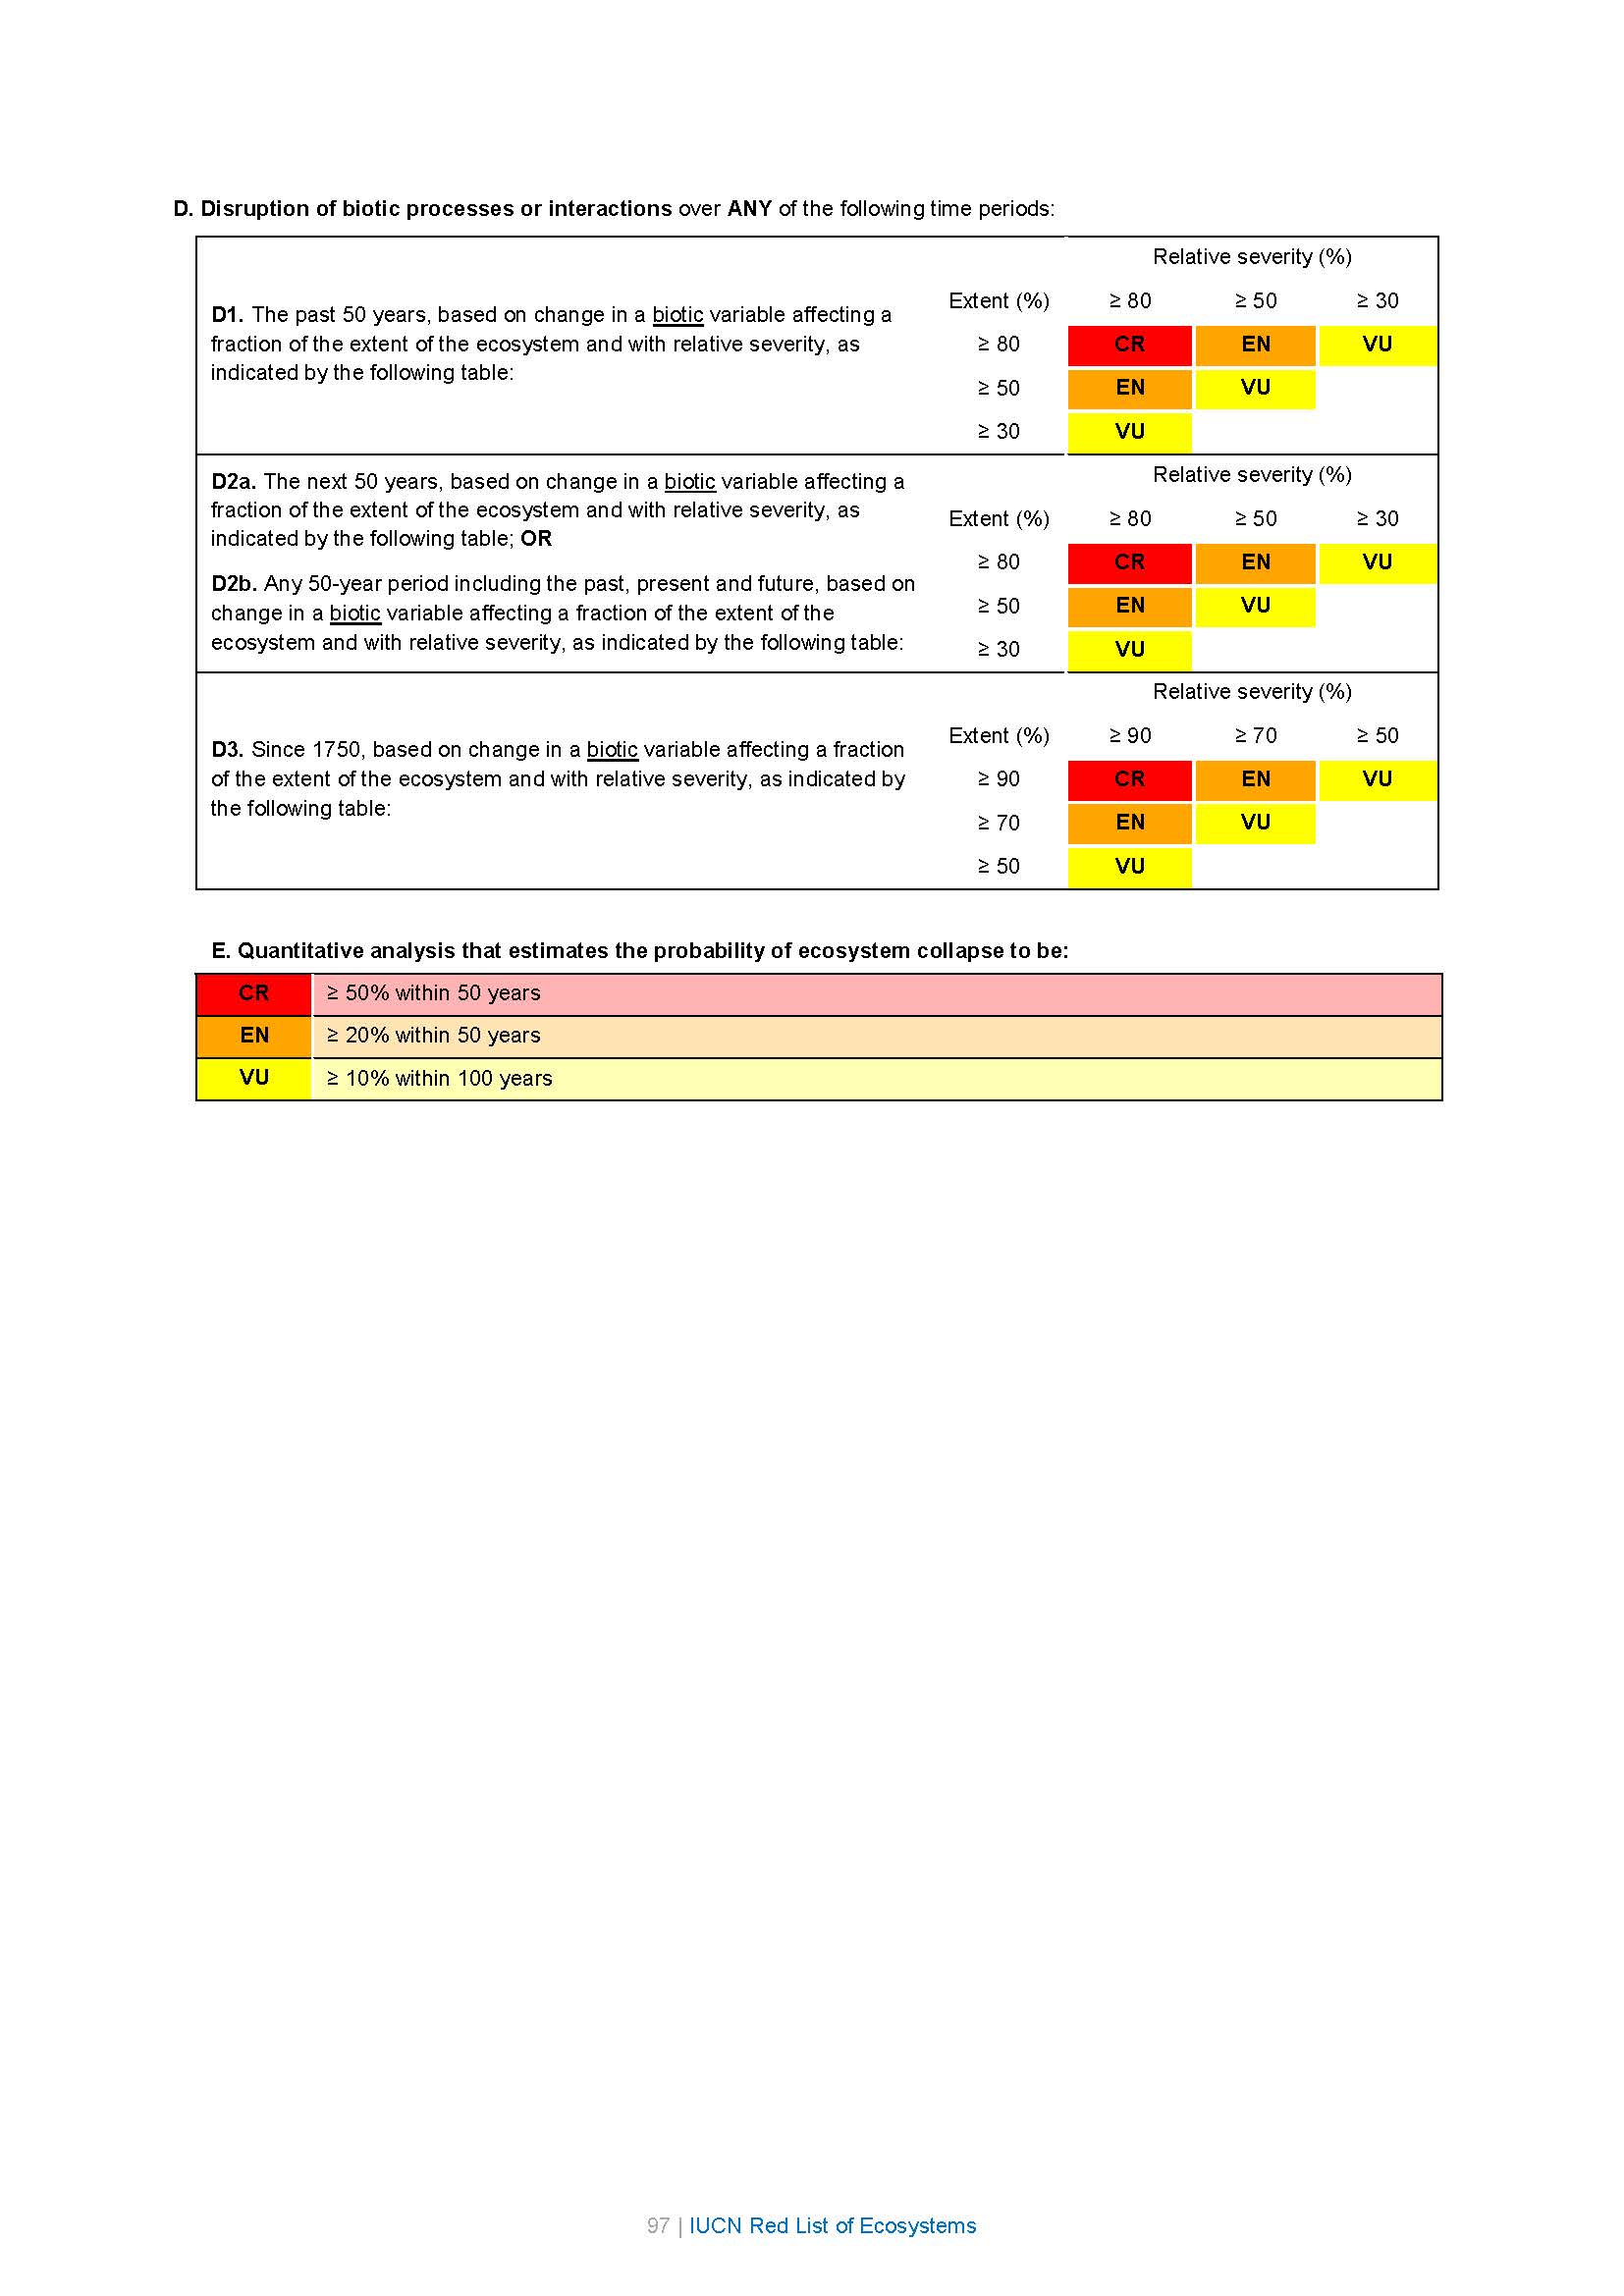 D. Disruption of biotic processes or interactions over ANY of the following time periods:
D1. The past 50 years, based on change in a biotic variable affecting a
fraction of the extent of the ecosystem and with relative severity, as
indicated by the following table:
Relative severity (%)
Extent (%) ≥ 80 ≥ 50 ≥ 30
≥ 80 CR EN VU
≥ 50 EN VU
≥ 30 VU
D2a. The next 50 years, based on change in a biotic variable affecting a
fraction of the extent of the ecosystem and with relative severity, as
indicated by the following table; OR
D2b. Any 50-year period including the past, present and future, based on
change in a biotic variable affecting a fraction of the extent of the
ecosystem and with relative severity, as indicated by the following table:
Relative severity (%)
Extent (%) ≥ 80 ≥ 50 ≥ 30
≥ 80 CR EN VU
≥ 50 EN VU
≥ 30 VU
D3. Since 1750, based on change in a biotic variable affecting a fraction
of the extent of the ecosystem and with relative severity, as indicated by
the following table:
Relative severity (%)
Extent (%) ≥ 90 ≥ 70 ≥ 50
≥ 90 CR EN VU
≥ 70 EN VU
≥ 50 VU
E. Quantitative analysis that estimates the probability of ecosystem collapse to be:
CR ≥ 50% within 50 years
EN ≥ 20% within 50 years
VU ≥ 10% within 100 years
97 | IUCN Red List of Ecosystems